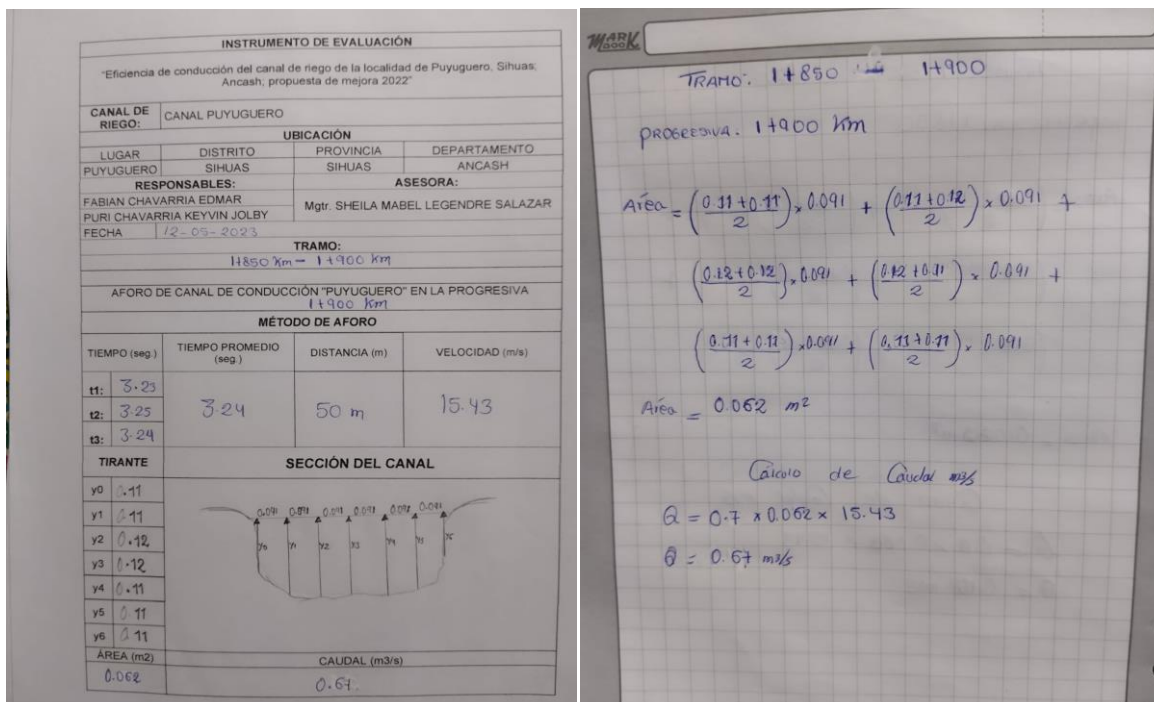 INSTRUMENTO DE EVALUACIÓN
"Eficiencia de conducción del canal de riego de la localidad de Puyuguero, Sihuas;
Ancash; propuesta de mejora 2022"
CANAL DE RIEGO: CANAL PUYUGUERO
UBICACIÓN
LUGAR DISTRITO PROVINCIA DEPARTAMENTO
PUYUGUERO SIHUAS SIHUAS ANCASH
RESPONSABLES: ASESORA:
FABIAN CHAVARRIA EDMAR
PURI CHAVARRIA KEYVIN JOLBY
Mgtr. SHEILA MABEL LEGENDRE SALAZAR
FECHA 12-05-2023
TRAMO:
1+850 Km - 1+900 Km
AFORO DE CANAL DE CONDUCCIÓN "PUYUGUERO" EN LA PROGRESIVA
1+900 Km
MÉTODO DE AFORO
TIEMPO (seg.) TIEMPO PROMEDIO (seg.) DISTANCIA (m) VELOCIDAD (m/s)
t1: 3.23
t2: 3.25 3.24 50 m 15.43
t3: 3.24
TIRANTE SECCIÓN DEL CANAL
y0 0.11
y1 0.11
y2 0.12
y3 0.12
y4 0.11
y5 0.11
y6 0.11
0.091 0.091 0.091 0.091 0.091 0.091
Y0 Y1 Y2 Y3 Y4 Y5
ÁREA (m2) CAUDAL (m3/s)
0.062 0.67
MARK BOOK
TRAMO: 1+850 1+900
PROGRESIVA: 1+900 Km
Área = (0.11+0.11/2) x 0.091 + (0.11+0.12/2) x 0.091 +
(0.12+0.12/2) x 0.091 + (0.12+0.11/2) x 0.091 +
(0.11+0.11/2) x 0.091 + (0.11+0.11/2) x 0.091
Área = 0.062 m²
Cálculo de Caudal m3/s
Q = 0.7 x 0.062 x 15.43
Q = 0.67 m3/s